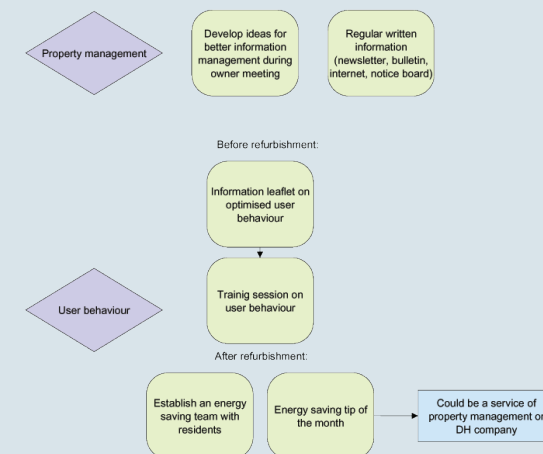 Property management
Develop ideas for
better information
management during
owner meeting
Regular written
information
(newsletter, bulletin,
internet, notice board)
Before refurbishment:
Information leaflet on
optimised user
behaviour
User behaviour
Trainig session on
user behaviour
After refurbishment:
Establish an energy
saving team with
residents
Energy saving tip of
the month
Could be a service of
property management or
DH company